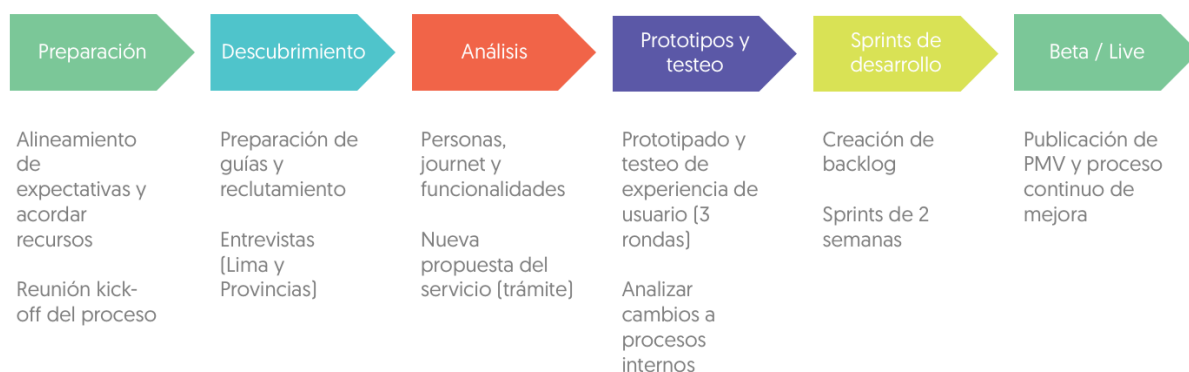 Preparación
Descubrimiento
Análisis
Prototipos y
testeo
Sprints de
desarrollo
Beta / Live
Alineamiento
de
expectativas y
acordar
recursos
Reunión kick-
off del proceso
Preparación de
guías y
reclutamiento
Entrevistas
(Lima y
Provincias)
Personas,
journet y
funcionalidades
Nueva
propuesta del
servicio (trámite)
Prototipado y
testeo de
experiencia de
usuario (3
rondas)
Analizar
cambios a
procesos
internos
Creación de
backlog
Sprints de 2
semanas
Publicación de
PMV y proceso
continuo de
mejora